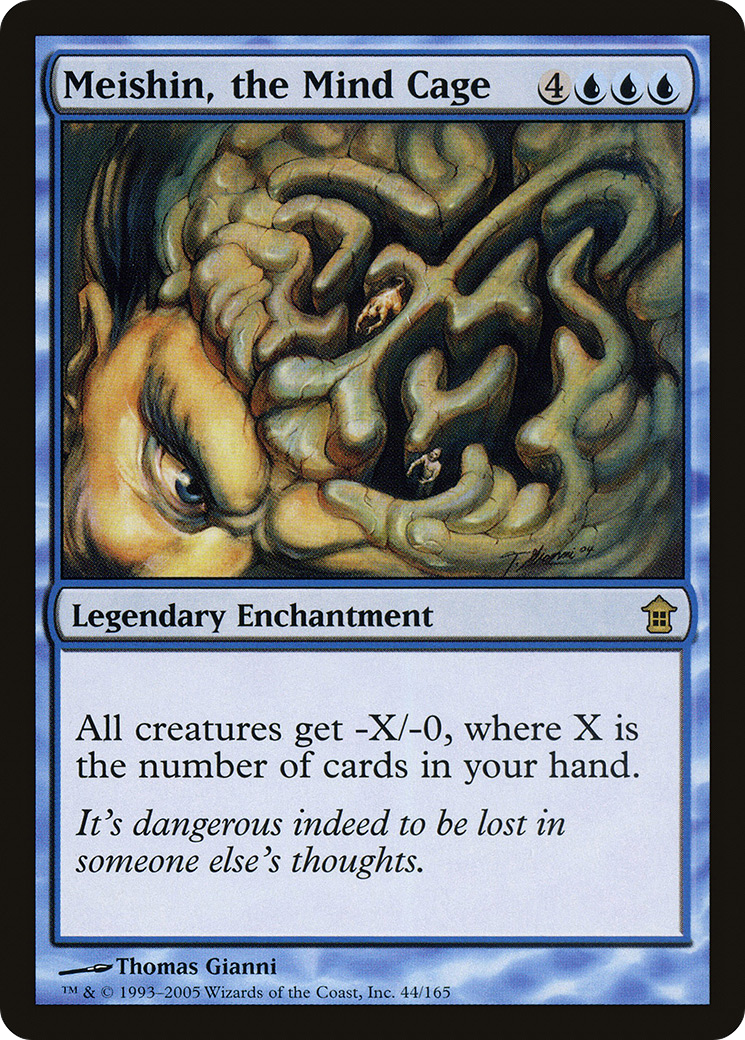 Meishin, the Mind Cage 4
T. Gianni 04
Legendary Enchantment
All creatures get -X/-0, where X is
the number of cards in your hand.
It's dangerous indeed to be lost in
someone else's thoughts.
Thomas Gianni
™ & © 1993–2005 Wizards of the Coast, Inc. 44/165